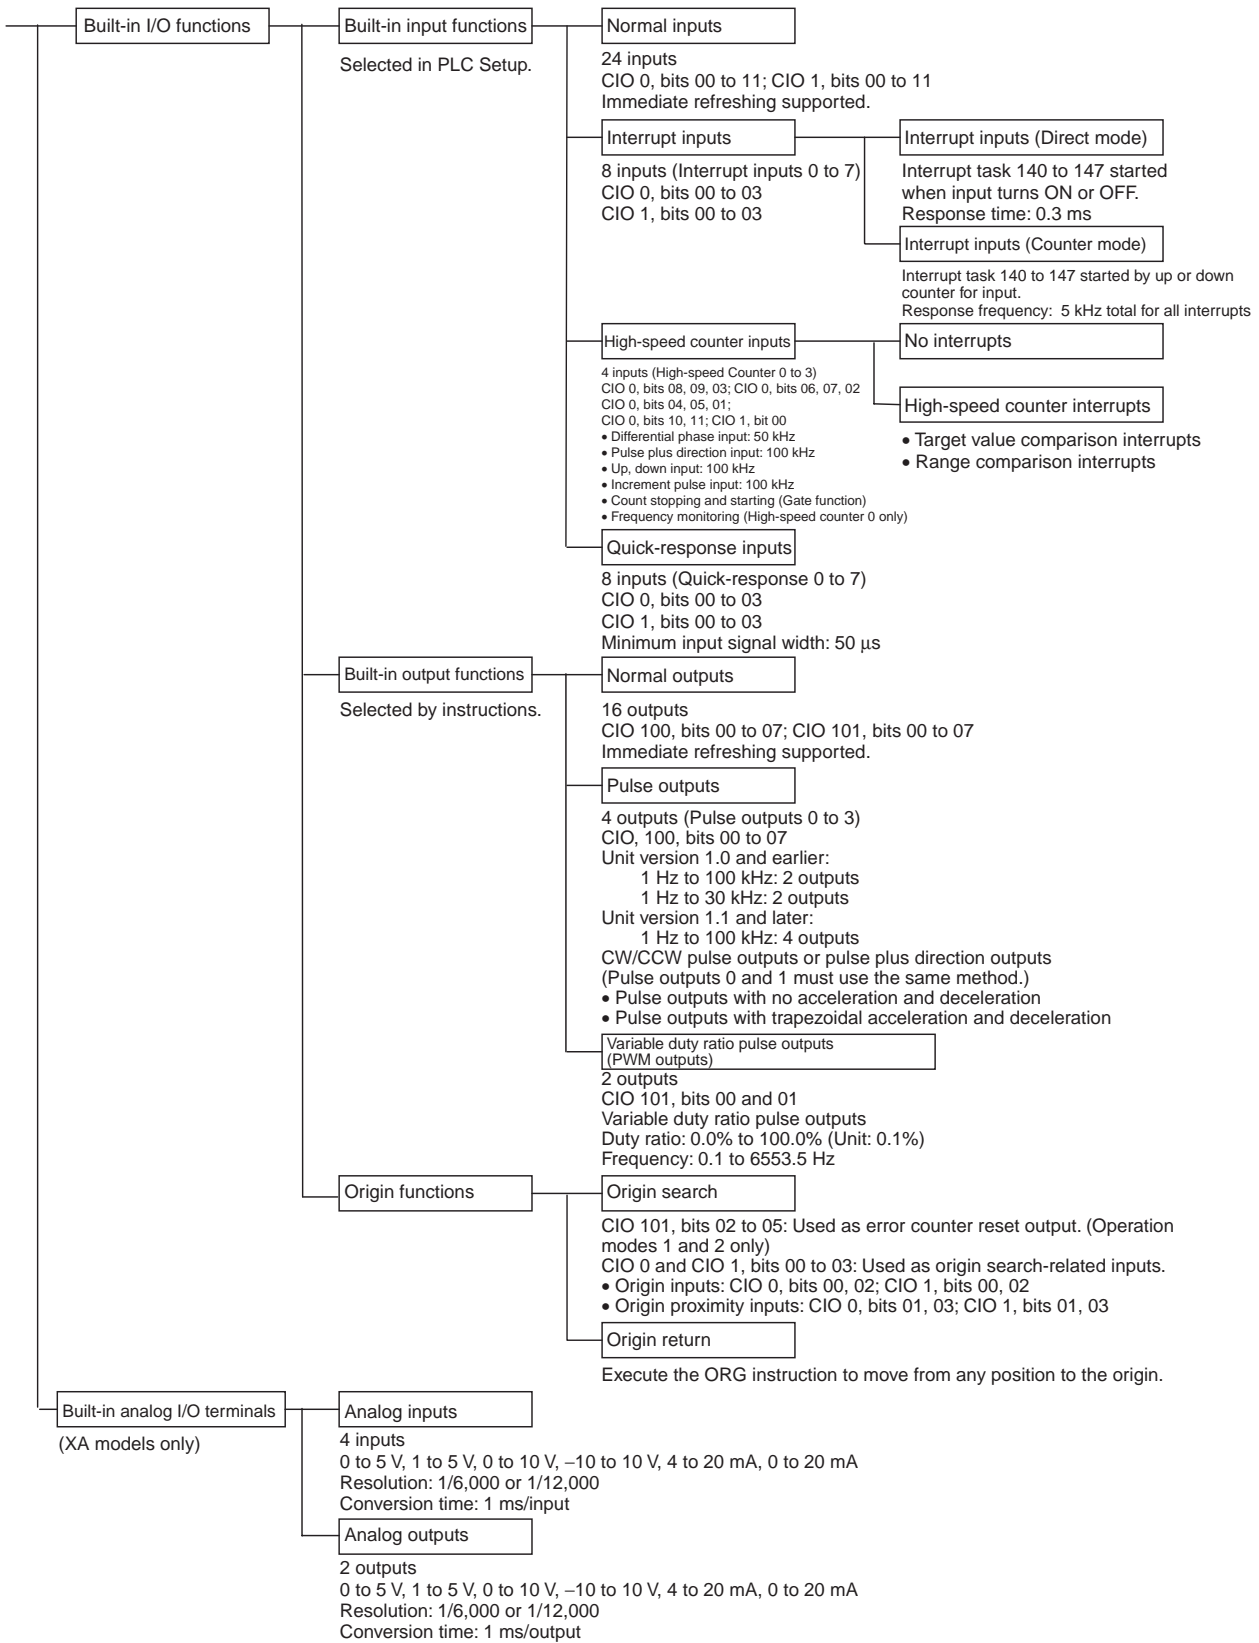 Built-in I/O functions
Built-in input functions
Selected in PLC Setup.
Normal inputs
24 inputs
CIO 0, bits 00 to 11; CIO 1, bits 00 to 11
Immediate refreshing supported.
Interrupt inputs
8 inputs (Interrupt inputs 0 to 7)
CIO 0, bits 00 to 03
CIO 1, bits 00 to 03
Interrupt inputs (Direct mode)
Interrupt task 140 to 147 started
when input turns ON or OFF.
Response time: 0.3 ms
Interrupt inputs (Counter mode)
Interrupt task 140 to 147 started by up or down
counter for input.
Response frequency: 5 kHz total for all interrupts
High-speed counter inputs
4 inputs (High-speed Counter 0 to 3)
CIO 0, bits 08, 09, 03; CIO 0, bits 06, 07, 02
CIO 0, bits 04, 05, 01;
CIO 0, bits 10, 11; CIO 1, bit 00
• Differential phase input: 50 kHz
• Pulse plus direction input: 100 kHz
• Up, down input: 100 kHz
• Increment pulse input: 100 kHz
• Count stopping and starting (Gate function)
• Frequency monitoring (High-speed counter 0 only)
No interrupts
High-speed counter interrupts
• Target value comparison interrupts
• Range comparison interrupts
Quick-response inputs
8 inputs (Quick-response 0 to 7)
CIO 0, bits 00 to 03
CIO 1, bits 00 to 03
Minimum input signal width: 50 μs
Built-in output functions
Selected by instructions.
Normal outputs
16 outputs
CIO 100, bits 00 to 07; CIO 101, bits 00 to 07
Immediate refreshing supported.
Pulse outputs
4 outputs (Pulse outputs 0 to 3)
CIO, 100, bits 00 to 07
Unit version 1.0 and earlier:
1 Hz to 100 kHz: 2 outputs
1 Hz to 30 kHz: 2 outputs
Unit version 1.1 and later:
1 Hz to 100 kHz: 4 outputs
CW/CCW pulse outputs or pulse plus direction outputs
(Pulse outputs 0 and 1 must use the same method.)
• Pulse outputs with no acceleration and deceleration
• Pulse outputs with trapezoidal acceleration and deceleration
Variable duty ratio pulse outputs
(PWM outputs)
2 outputs
CIO 101, bits 00 and 01
Variable duty ratio pulse outputs
Duty ratio: 0.0% to 100.0% (Unit: 0.1%)
Frequency: 0.1 to 6553.5 Hz
Origin functions
Origin search
CIO 101, bits 02 to 05: Used as error counter reset output. (Operation
modes 1 and 2 only)
CIO 0 and CIO 1, bits 00 to 03: Used as origin search-related inputs.
• Origin inputs: CIO 0, bits 00, 02; CIO 1, bits 00, 02
• Origin proximity inputs: CIO 0, bits 01, 03; CIO 1, bits 01, 03
Origin return
Execute the ORG instruction to move from any position to the origin.
Built-in analog I/O terminals
(XA models only)
Analog inputs
4 inputs
0 to 5 V, 1 to 5 V, 0 to 10 V, −10 to 10 V, 4 to 20 mA, 0 to 20 mA
Resolution: 1/6,000 or 1/12,000
Conversion time: 1 ms/input
Analog outputs
2 outputs
0 to 5 V, 1 to 5 V, 0 to 10 V, −10 to 10 V, 4 to 20 mA, 0 to 20 mA
Resolution: 1/6,000 or 1/12,000
Conversion time: 1 ms/output